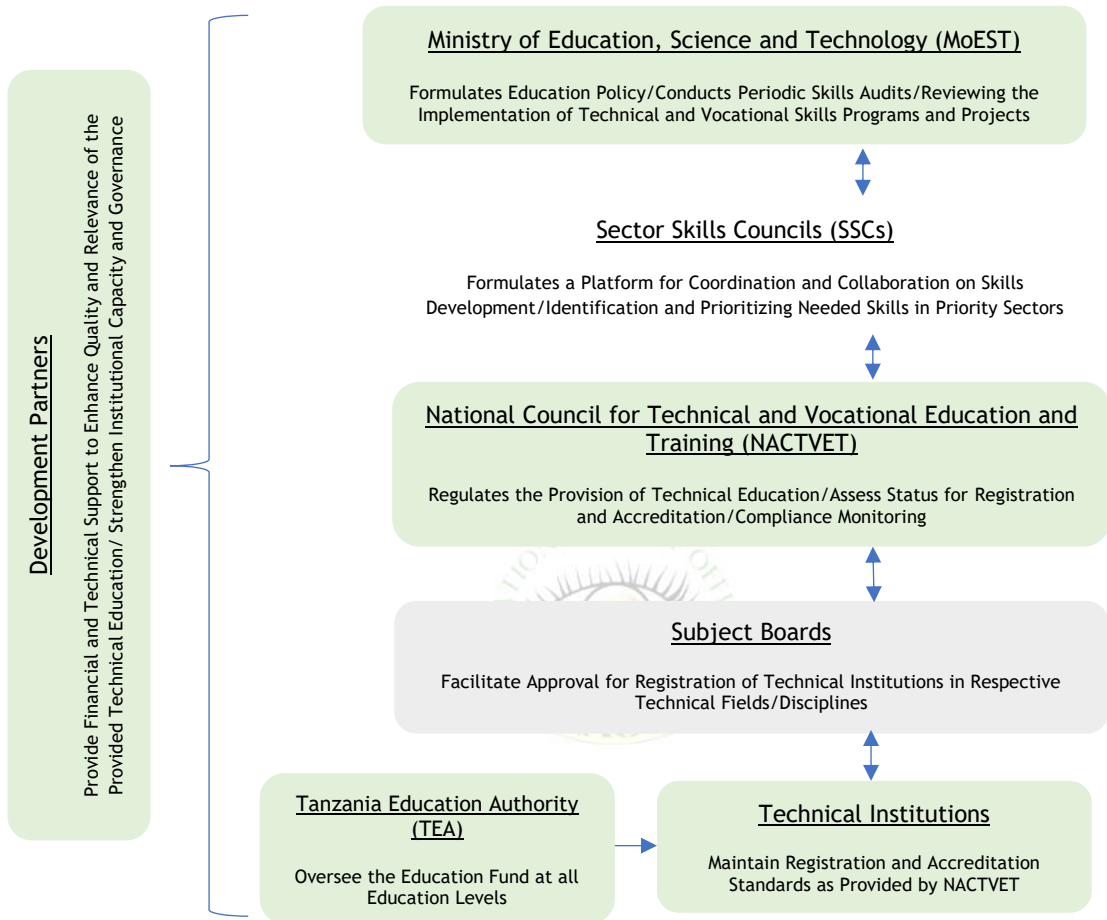 Development Partners
Provide Financial and Technical Support to Enhance Quality and Relevance of the
Provided Technical Education/ Strengthen Institutional Capacity and Governance
Ministry of Education, Science and Technology (MoEST)
Formulates Education Policy/Conducts Periodic Skills Audits/Reviewing the
Implementation of Technical and Vocational Skills Programs and Projects
Sector Skills Councils (SSCs)
Formulates a Platform for Coordination and Collaboration on Skills
Development/Identification and Prioritizing Needed Skills in Priority Sectors
National Council for Technical and Vocational Education and
Training (NACTVET)
Regulates the Provision of Technical Education/Assess Status for Registration
and Accreditation/Compliance Monitoring
Subject Boards
Facilitate Approval for Registration of Technical Institutions in Respective
Technical Fields/Disciplines
Tanzania Education Authority
(TEA)
Oversee the Education Fund at all
Education Levels
Technical Institutions
Maintain Registration and Accreditation
Standards as Provided by NACTVET